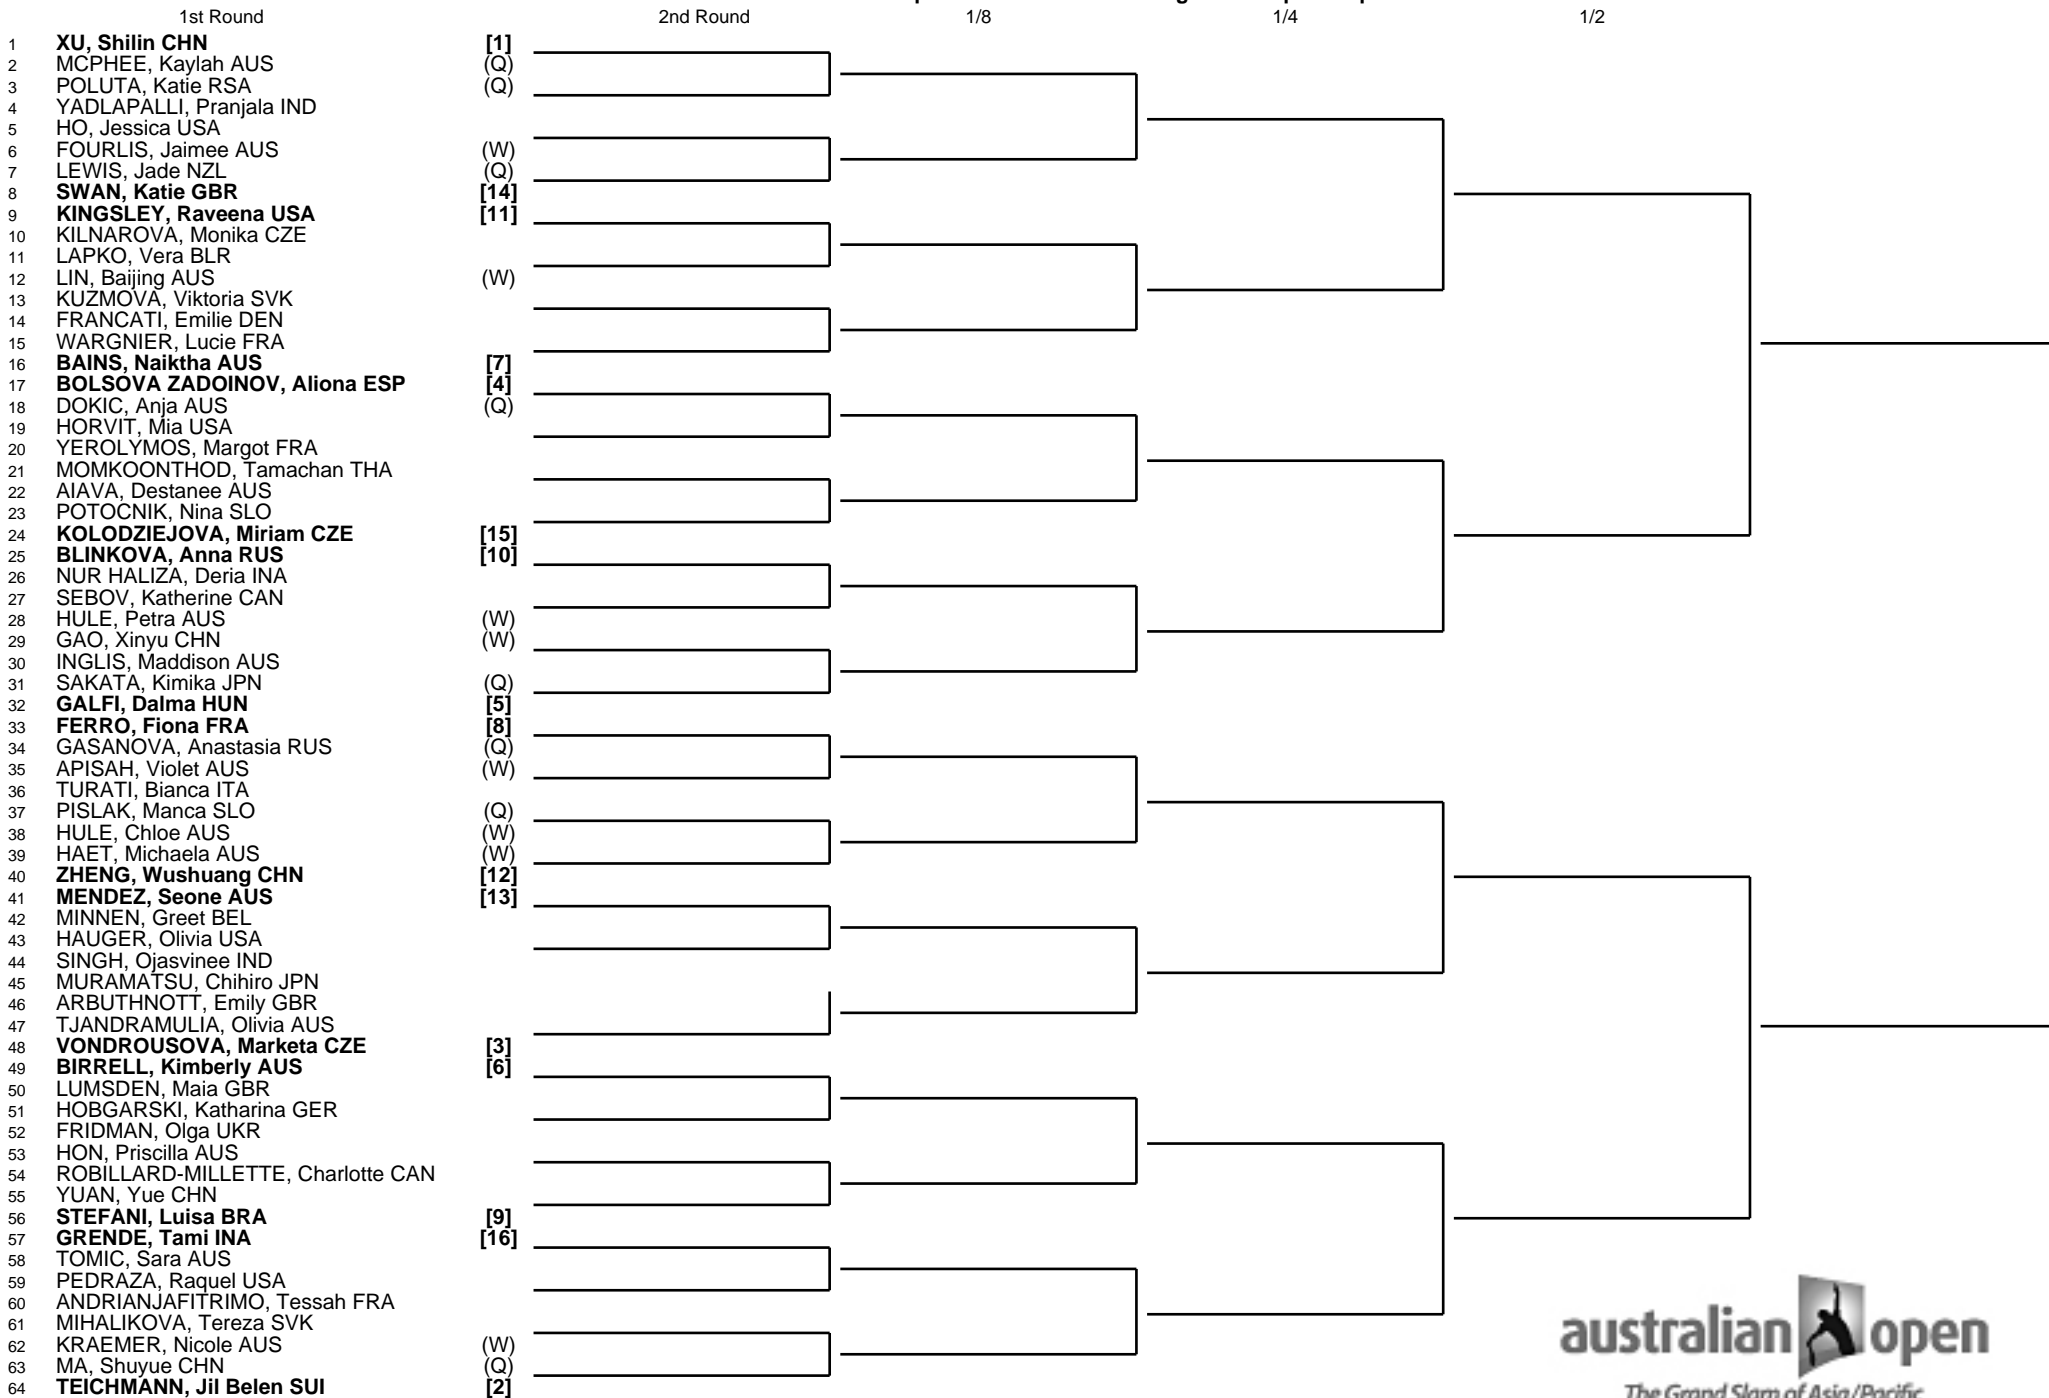 1st Round 2nd Round 1/8 1/4 1/2
1 XU, Shilin CHN [1]
2 MCPHEE, Kaylah AUS (Q)
3 POLUTA, Katie RSA (Q)
4 YADLAPALLI, Pranjala IND
5 HO, Jessica USA
6 FOURLIS, Jaimee AUS (W)
7 LEWIS, Jade NZL (Q)
8 SWAN, Katie GBR [14]
9 KINGSLEY, Raveena USA [11]
10 KILNAROVA, Monika CZE
11 LAPKO, Vera BLR
12 LIN, Baijing AUS (W)
13 KUZMOVA, Viktoria SVK
14 FRANCATI, Emilie DEN
15 WARGNIER, Lucie FRA
16 BAINS, Naiktha AUS [7]
17 BOLSOVA ZADOINOV, Aliona ESP [4]
18 DOKIC, Anja AUS (Q)
19 HORVIT, Mia USA
20 YEROLYMOS, Margot FRA
21 MOMKOONTHOD, Tamachan THA
22 AIAVA, Destanee AUS
23 POTOCNIK, Nina SLO
24 KOLODZIEJOVA, Miriam CZE [15]
25 BLINKOVA, Anna RUS [10]
26 NUR HALIZA, Deria INA
27 SEBOV, Katherine CAN
28 HULE, Petra AUS (W)
29 GAO, Xinyu CHN (W)
30 INGLIS, Maddison AUS
31 SAKATA, Kimika JPN (Q)
32 GALFI, Dalma HUN [5]
33 FERRO, Fiona FRA [8]
34 GASANOVA, Anastasia RUS (Q)
35 APISAH, Violet AUS (W)
36 TURATI, Bianca ITA
37 PISLAK, Manca SLO (Q)
38 HULE, Chloe AUS (W)
39 HAET, Michaela AUS (W)
40 ZHENG, Wushuang CHN [12]
41 MENDEZ, Seone AUS [13]
42 MINNEN, Greet BEL
43 HAUGER, Olivia USA
44 SINGH, Ojasvinee IND
45 MURAMATSU, Chihiro JPN
46 ARBUTHNOTT, Emily GBR
47 TJANDRAMULIA, Olivia AUS
48 VONDROUSOVA, Marketa CZE [3]
49 BIRRELL, Kimberly AUS [6]
50 LUMSDEN, Maia GBR
51 HOBGARSKI, Katharina GER
52 FRIDMAN, Olga UKR
53 HON, Priscilla AUS
54 ROBILLARD-MILLETTE, Charlotte CAN
55 YUAN, Yue CHN
56 STEFANI, Luisa BRA [9]
57 GRENDE, Tami INA [16]
58 TOMIC, Sara AUS
59 PEDRAZA, Raquel USA
60 ANDRIANJAFITRIMO, Tessah FRA
61 MIHALIKOVA, Tereza SVK
62 KRAEMER, Nicole AUS (W)
63 MA, Shuyue CHN (Q)
64 TEICHMANN, Jil Belen SUI [2]
australian open
The Grand Slam of Asia/Pacific